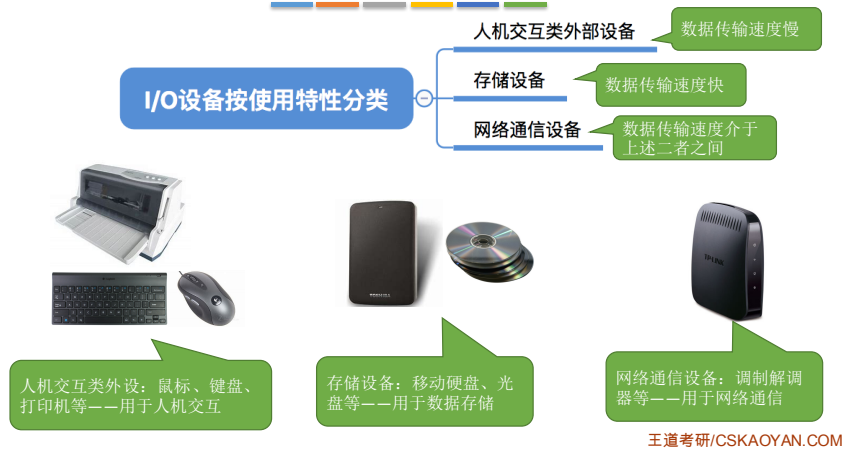 人机交互类外部设备
数据传输速度慢
I/O设备按使用特性分类
存储设备
数据传输速度快
网络通信设备
数据传输速度介于
上述二者之间
TP-LINK
人机交互类外设：鼠标、键盘、
打印机等——用于人机交互
存储设备：移动硬盘、光
盘等——用于数据存储
网络通信设备：调制解调
器等——用于网络通信
王道考研/CSKAOYAN.COM